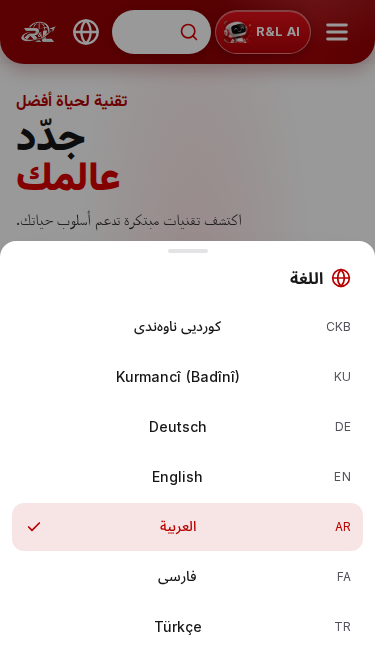 R&L AI
تقنية لحياة أفضل
جدّد
عالمك
اكتشف تقنيات مبتكرة تدعم أسلوب حياتك.
اللغة
CKB کوردیی ناوەندی
KU Kurmancî (Badînî)
DE Deutsch
EN English
AR العربية
FA فارسی
TR Türkçe